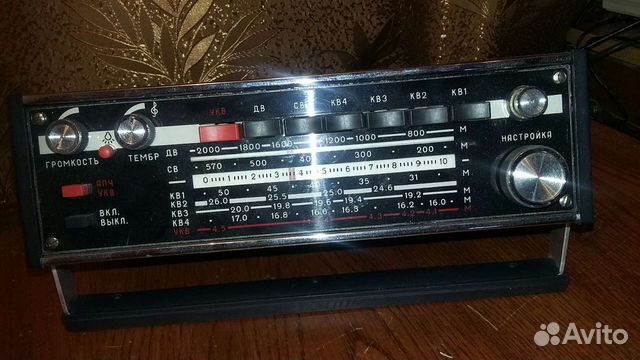 УКВ ДВ СВ КВ4 КВ3 КВ2 КВ1
ГРОМКОСТЬ ТЕМБР
НАСТРОЙКА
ДВ 2000 1800 1600 1200 1000 800 М
СВ 570 500 400 300 200 М
0 1 2 3 4 5 6 7 8 9 10
КВ1 50 45 40 35 31 М
КВ2 26.0 25.5 25.0 24.6 М
КВ3 20.0 19.8 19.6 19.4 19.2 М
КВ4 17.0 16.8 16.6 16.3 16.2 16.0 М
УКВ 4.5 4.3 4.2 4.1 М
АПЧ
УКВ
ВКЛ.
ВЫКЛ.
Avito